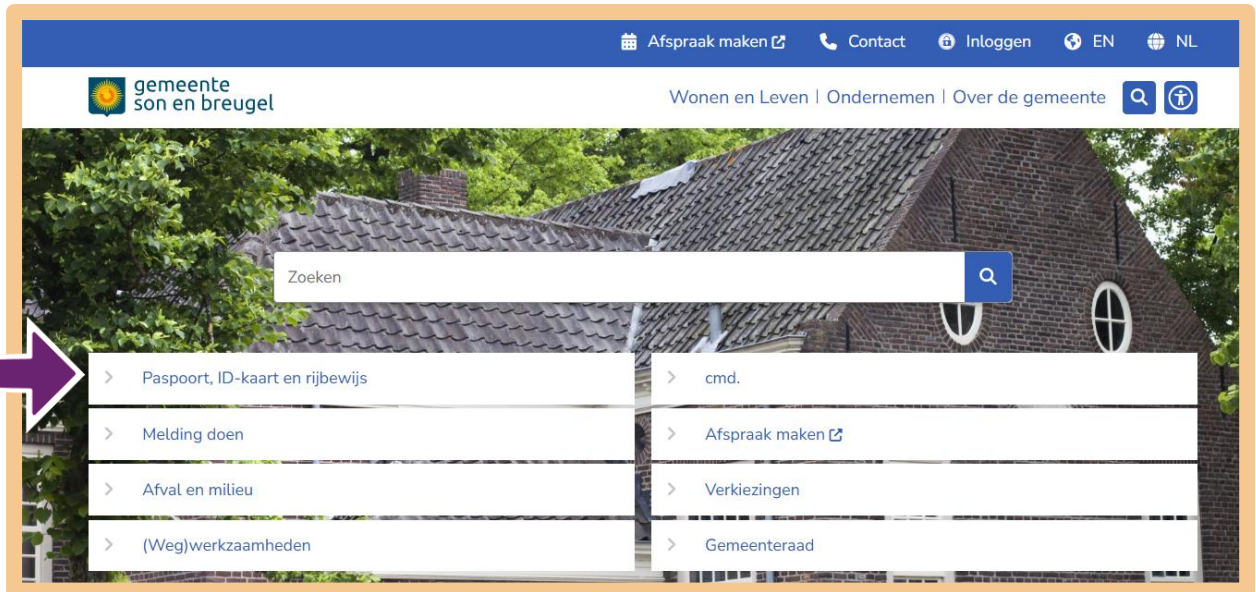 Afspraak maken Contact Inloggen EN NL
gemeente
son en breugel
Wonen en Leven | Ondernemen | Over de gemeente
Zoeken
Paspoort, ID-kaart en rijbewijs
cmd.
Melding doen
Afspraak maken
Afval en milieu
Verkiezingen
(Weg)werkzaamheden
Gemeenteraad